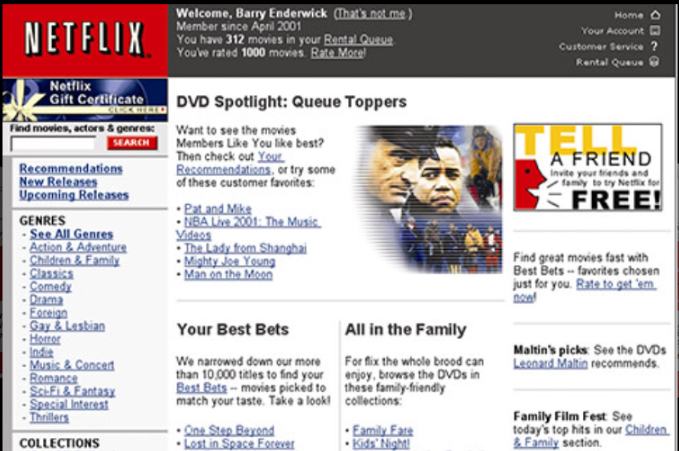 NETFLIX
Welcome, Barry Enderwick (That's not me)
Member since April 2001
You have 312 movies in your Rental Queue.
You've rated 1000 movies. Rate More!
Home
Your Account
Customer Service ?
Rental Queue
Netflix
Gift Certificate
CLICK HERE
Find movies, actors & genres:
SEARCH
Recommendations
New Releases
Upcoming Releases
GENRES
- See All Genres
- Action & Adventure
- Children & Family
- Classics
- Comedy
- Drama
- Foreign
- Gay & Lesbian
- Horror
- Indie
- Music & Concert
- Romance
- Sci-Fi & Fantasy
- Special Interest
- Thrillers
COLLECTIONS
DVD Spotlight: Queue Toppers
Want to see the movies
Members Like You like best?
Then check out Your
Recommendations, or try some
of these customer favorites:
• Pat and Mike
• NBA Live 2001: The Music
Videos
• The Lady from Shanghai
• Mighty Joe Young
• Man on the Moon
Your Best Bets
We narrowed down our more
than 10,000 titles to find your
Best Bets -- movies picked to
match your taste. Take a look!
• One Step Beyond
• Lost in Space Forever
All in the Family
For flix the whole brood can
enjoy, browse the DVDs in
these family-friendly
collections:
• Family Fare
• Kids' Night!
TELL
A FRIEND
Invite your friends and
family to try Netflix for
FREE!
Find great movies fast with
Best Bets -- favorites chosen
just for you. Rate to get 'em
now!
Maltin's picks: See the DVDs
Leonard Maltin recommends.
Family Film Fest: See
today's top hits in our Children
& Family section.